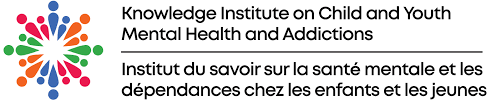 Knowledge Institute on Child and Youth
Mental Health and Addictions
Institut du savoir sur la santé mentale et les
dépendances chez les enfants et les jeunes